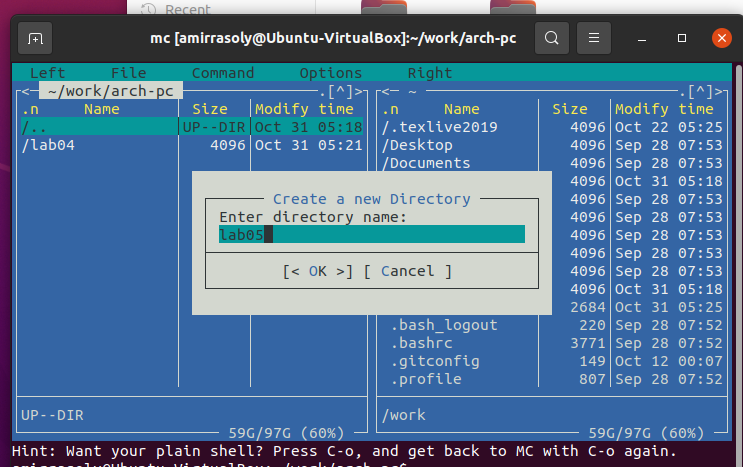 Recent
mc [amirrasoly@Ubuntu-VirtualBox]:~/work/arch-pc
Left File Command Options Right
<- ~/work/arch-pc .[^]>
.n Name Size Modify time
/.. UP--DIR Oct 31 05:18
/lab04 4096 Oct 31 05:21
UP--DIR
59G/97G (60%)
<- ~ .[^]>
.n Name Size Modify time
/.texlive2019 4096 Oct 22 05:25
/Desktop 4096 Sep 28 07:53
/Documents 4096 Sep 28 07:53
4096 Oct 31 05:18
4096 Sep 28 07:53
4096 Sep 28 07:53
4096 Sep 28 07:53
4096 Sep 28 07:53
4096 Sep 28 07:53
4096 Oct 31 05:18
2684 Oct 31 05:25
.bash_logout 220 Sep 28 07:52
.bashrc 3771 Sep 28 07:52
.gitconfig 149 Oct 12 00:07
.profile 807 Sep 28 07:52
/work
59G/97G (60%)
Create a new Directory
Enter directory name:
lab05
[< OK >] [ Cancel ]
Hint: Want your plain shell? Press C-o, and get back to MC with C-o again.
amirrasoly@Ubuntu-VirtualBox:~/work/arch-pc$